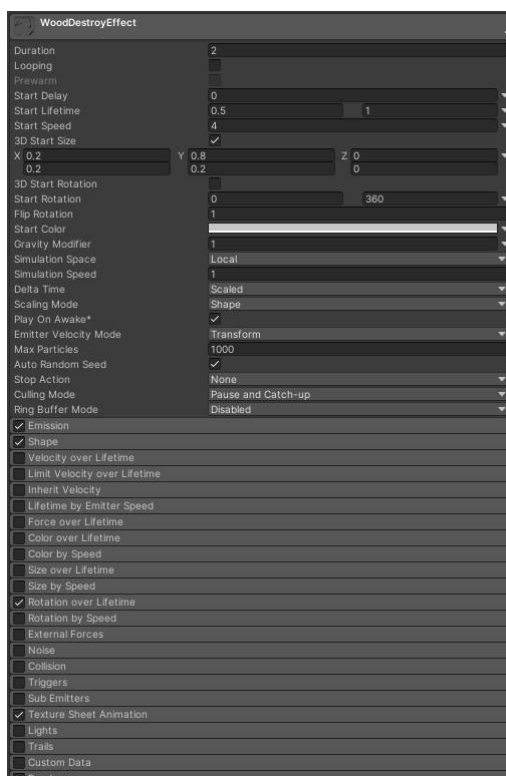 WoodDestroyEffect
Duration 2
Looping
Prewarm
Start Delay 0
Start Lifetime 0.5 1
Start Speed 4
3D Start Size
X 0.2 Y 0.8 Z 0
0.2 0.2 0
3D Start Rotation
Start Rotation 0 360
Flip Rotation 1
Start Color
Gravity Modifier 1
Simulation Space Local
Simulation Speed 1
Delta Time Scaled
Scaling Mode Shape
Play On Awake*
Emitter Velocity Mode Transform
Max Particles 1000
Auto Random Seed
Stop Action None
Culling Mode Pause and Catch-up
Ring Buffer Mode Disabled
Emission
Shape
Velocity over Lifetime
Limit Velocity over Lifetime
Inherit Velocity
Lifetime by Emitter Speed
Force over Lifetime
Color over Lifetime
Color by Speed
Size over Lifetime
Size by Speed
Rotation over Lifetime
Rotation by Speed
External Forces
Noise
Collision
Triggers
Sub Emitters
Texture Sheet Animation
Lights
Trails
Custom Data